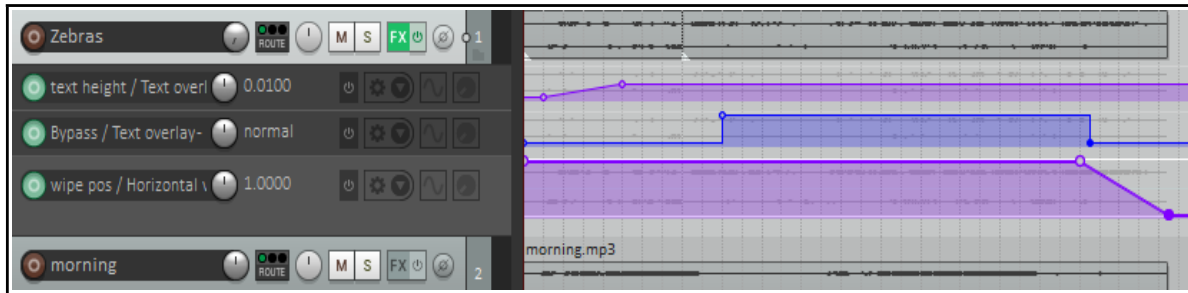 Zebras ROUTE M S FX 1
text height / Text overl 0.0100
Bypass / Text overlay- normal
wipe pos / Horizontal 1.0000
morning.mp3
morning ROUTE M S FX 2